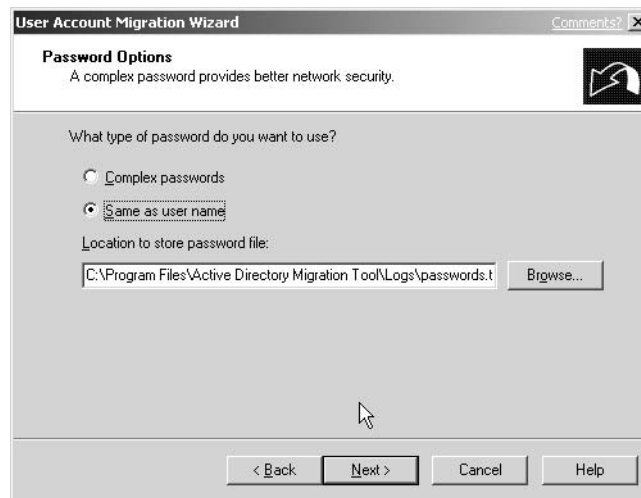 User Account Migration Wizard Comments? X
Password Options
A complex password provides better network security.
What type of password do you want to use?
Complex passwords
Same as user name
Location to store password file:
C:\Program Files\Active Directory Migration Tool\Logs\passwords.t Browse...
< Back Next > Cancel Help